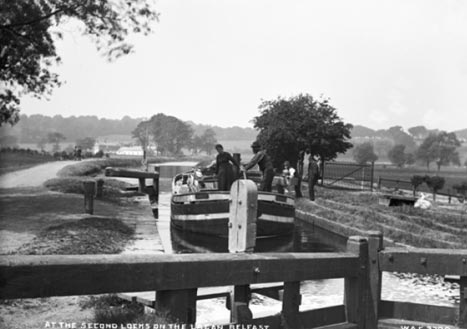 AT THE SECOND LOCKS ON THE LAGAN, BELFAST.
W.A.G.